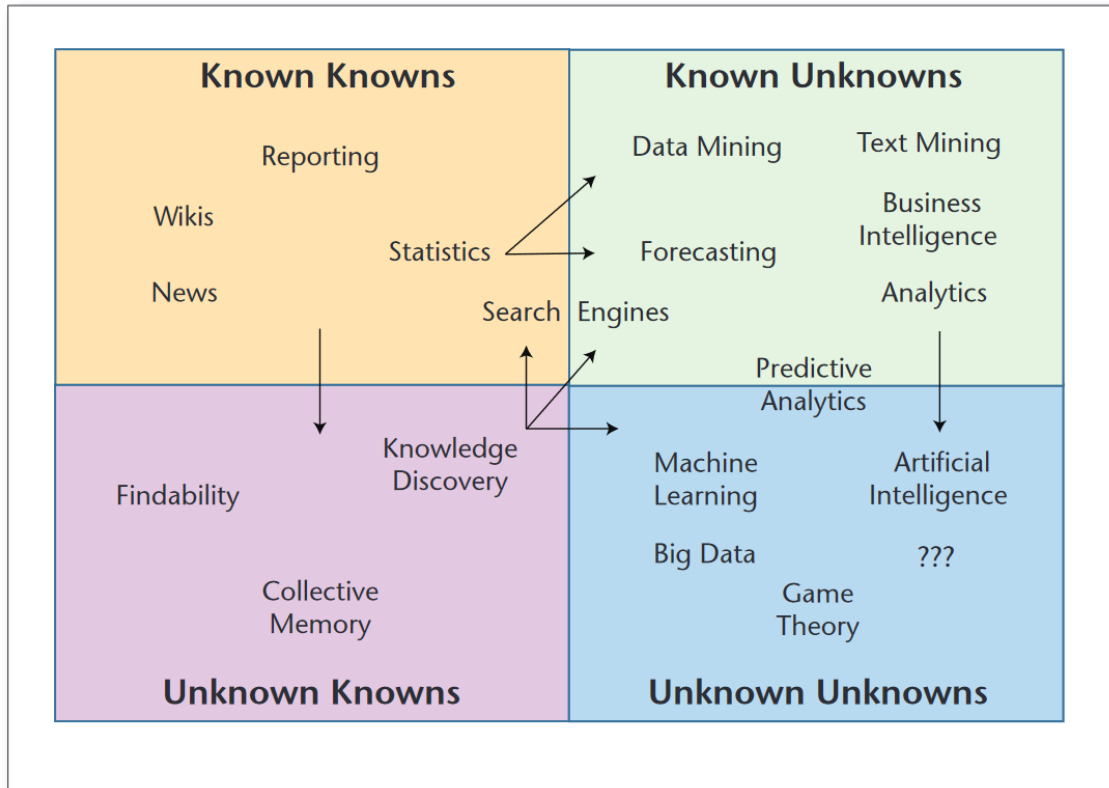 Known Knowns
Reporting
Wikis
Statistics
News
Search Engines
Known Unknowns
Data Mining
Text Mining
Business
Intelligence
Forecasting
Analytics
Predictive
Analytics
Knowledge
Discovery
Findability
Collective
Memory
Unknown Knowns
Machine
Learning
Artificial
Intelligence
Big Data
???
Game
Theory
Unknown Unknowns